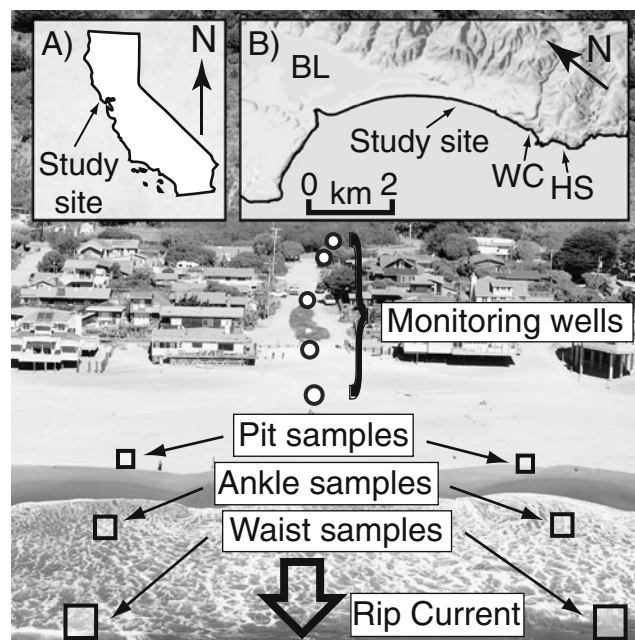 A)
N
Study
site
B)
N
BL
Study site
WC
HS
0 km 2
Monitoring wells
Pit samples
Ankle samples
Waist samples
Rip Current